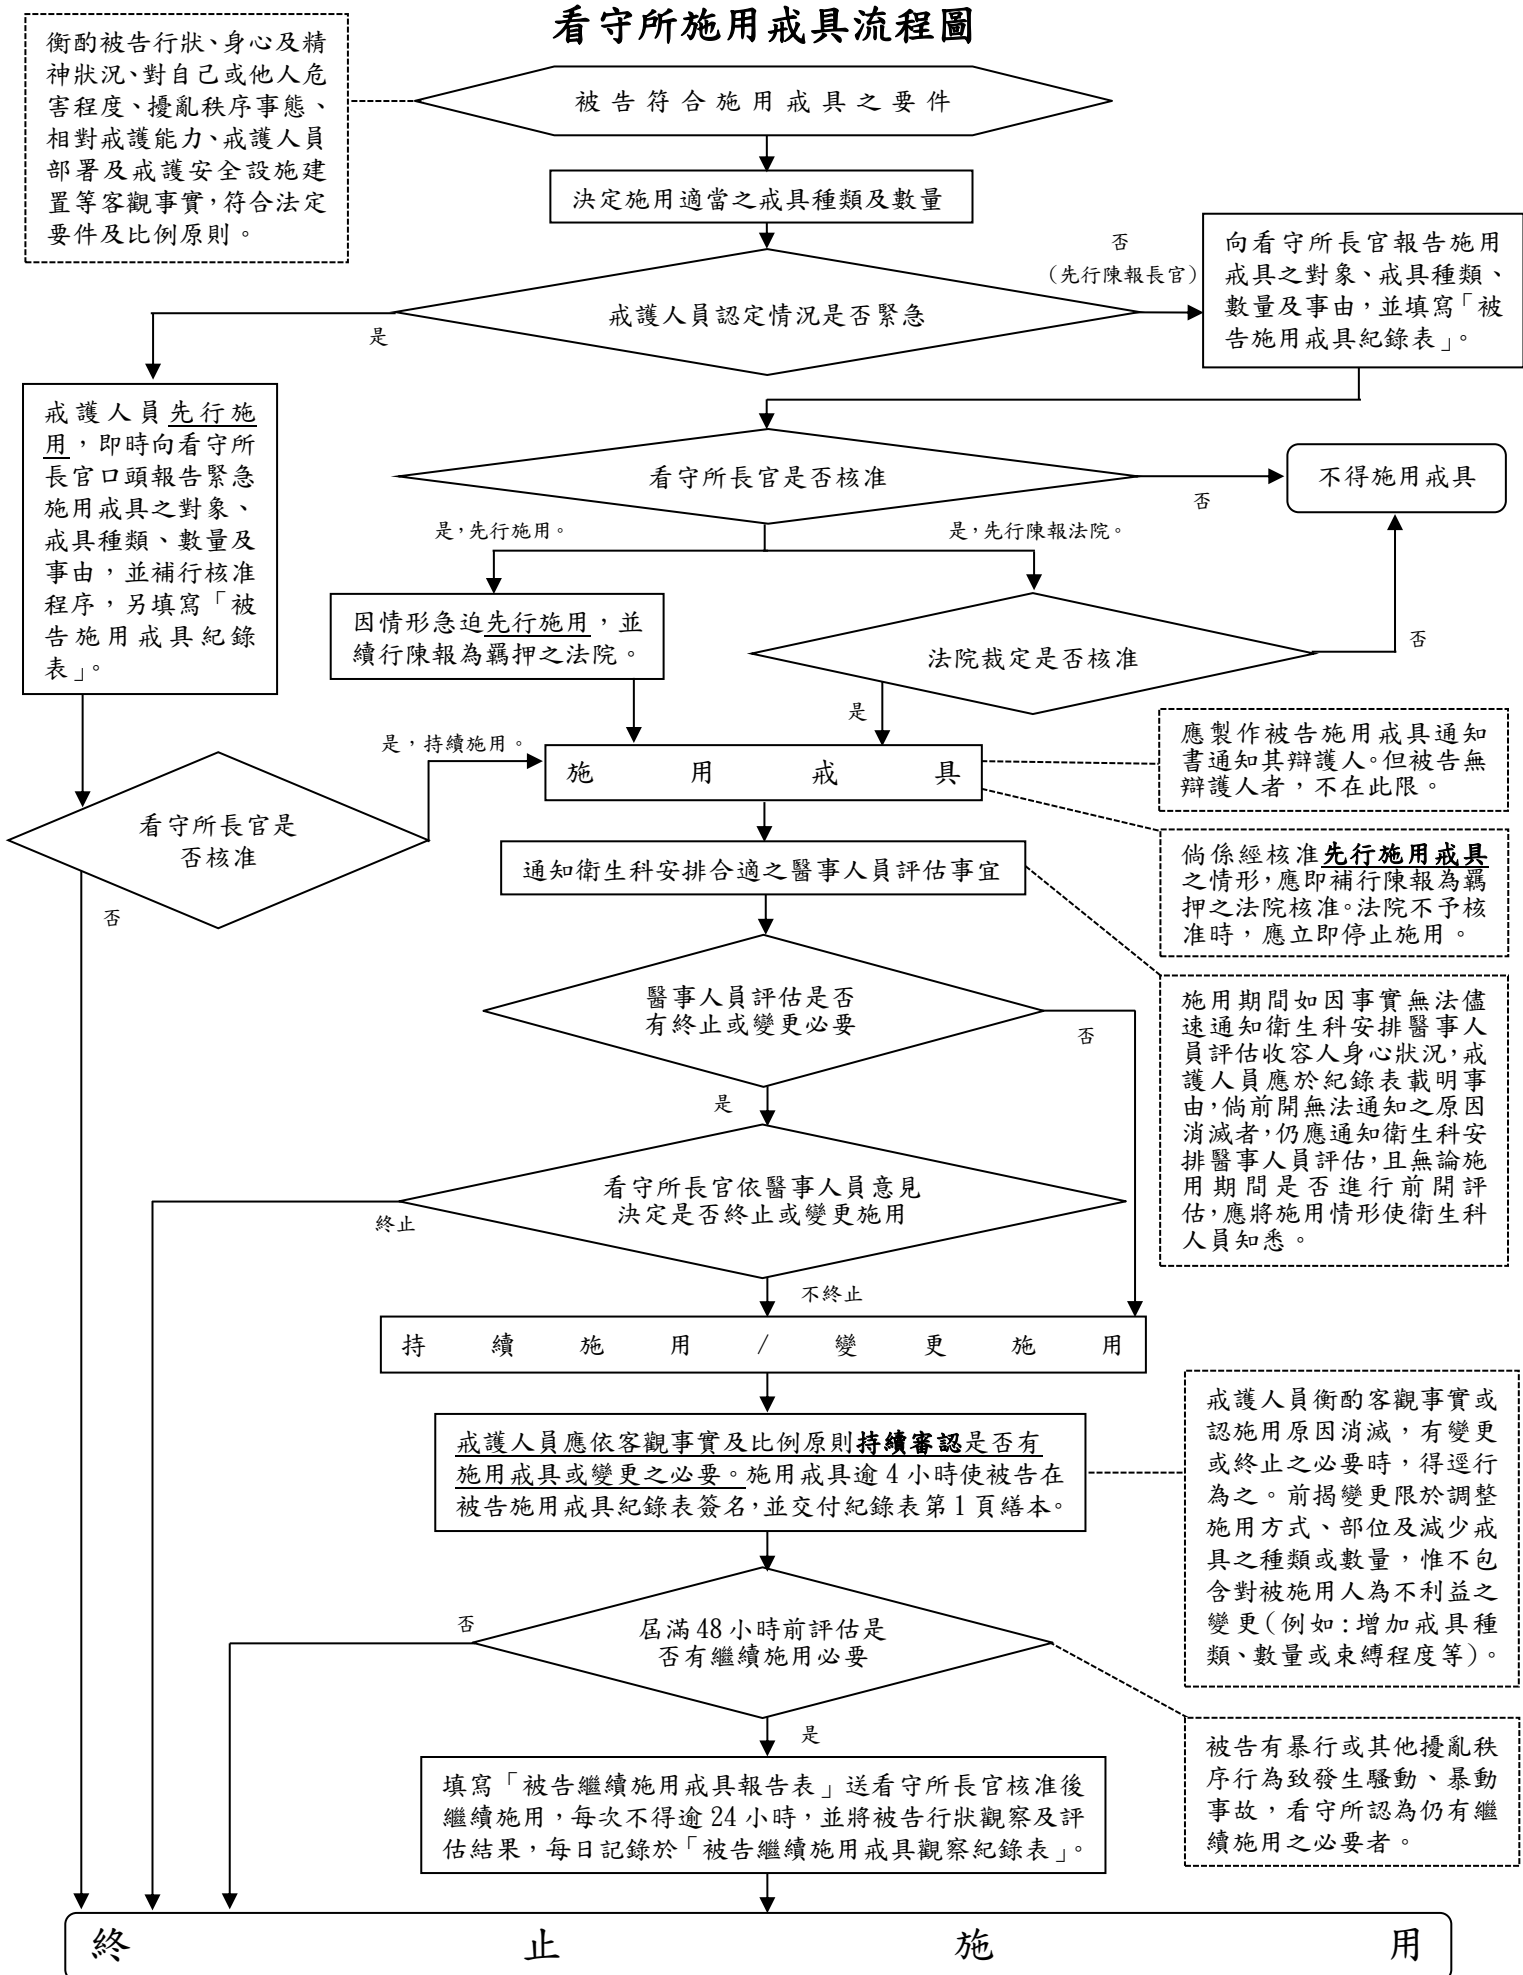 看守所施用戒具流程圖
衡酌被告行狀、身心及精
神狀況、對自己或他人危
害程度、擾亂秩序事態、
相對戒護能力、戒護人員
部署及戒護安全設施建
置等客觀事實,符合法定
要件及比例原則。
被告符合施用戒具之要件
決定施用適當之戒具種類及數量
戒護人員認定情況是否緊急
是
否
(先行陳報長官)
向看守所長官報告施用
戒具之對象、戒具種類、
數量及事由,並填寫「被
告施用戒具紀錄表」。
戒護人員先行施
用,即時向看守所
長官口頭報告緊急
施用戒具之對象、
戒具種類、數量及
事由,並補行核准
程序,另填寫「被
告施用戒具紀錄
表」。
看守所長官是否核准
否
不得施用戒具
是,先行施用。
是,先行陳報法院。
因情形急迫先行施用,並
續行陳報為羈押之法院。
法院裁定是否核准
否
是
看守所長官是
否核准
是,持續施用。
否
施用戒具
應製作被告施用戒具通知
書通知其辯護人。但被告無
辯護人者,不在此限。
倘係經核准先行施用戒具
之情形,應即補行陳報為羈
押之法院核准。法院不予核
准時,應立即停止施用。
通知衛生科安排合適之醫事人員評估事宜
施用期間如因事實無法儘
速通知衛生科安排醫事人
員評估收容人身心狀況,戒
護人員應於紀錄表載明事
由,倘前開無法通知之原因
消滅者,仍應通知衛生科安
排醫事人員評估,且無論施
用期間是否進行前開評
估,應將施用情形使衛生科
人員知悉。
醫事人員評估是否
有終止或變更必要
否
是
看守所長官依醫事人員意見
決定是否終止或變更施用
終止
不終止
持續施用/變更施用
戒護人員應依客觀事實及比例原則持續審認是否有
施用戒具或變更之必要。施用戒具逾4小時使被告在
被告施用戒具紀錄表簽名,並交付紀錄表第1頁繕本。
戒護人員衡酌客觀事實或
認施用原因消滅,有變更
或終止之必要時,得逕行
為之。前揭變更限於調整
施用方式、部位及減少戒
具之種類或數量,惟不包
含對被施用人為不利益之
變更(例如:增加戒具種
類、數量或束縛程度等)。
屆滿48小時前評估是
否有繼續施用必要
否
是
被告有暴行或其他擾亂秩
序行為致發生騷動、暴動
事故,看守所認為仍有繼
續施用之必要者。
填寫「被告繼續施用戒具報告表」送看守所長官核准後
繼續施用,每次不得逾24小時,並將被告行狀觀察及評
估結果,每日記錄於「被告繼續施用戒具觀察紀錄表」。
終止施用